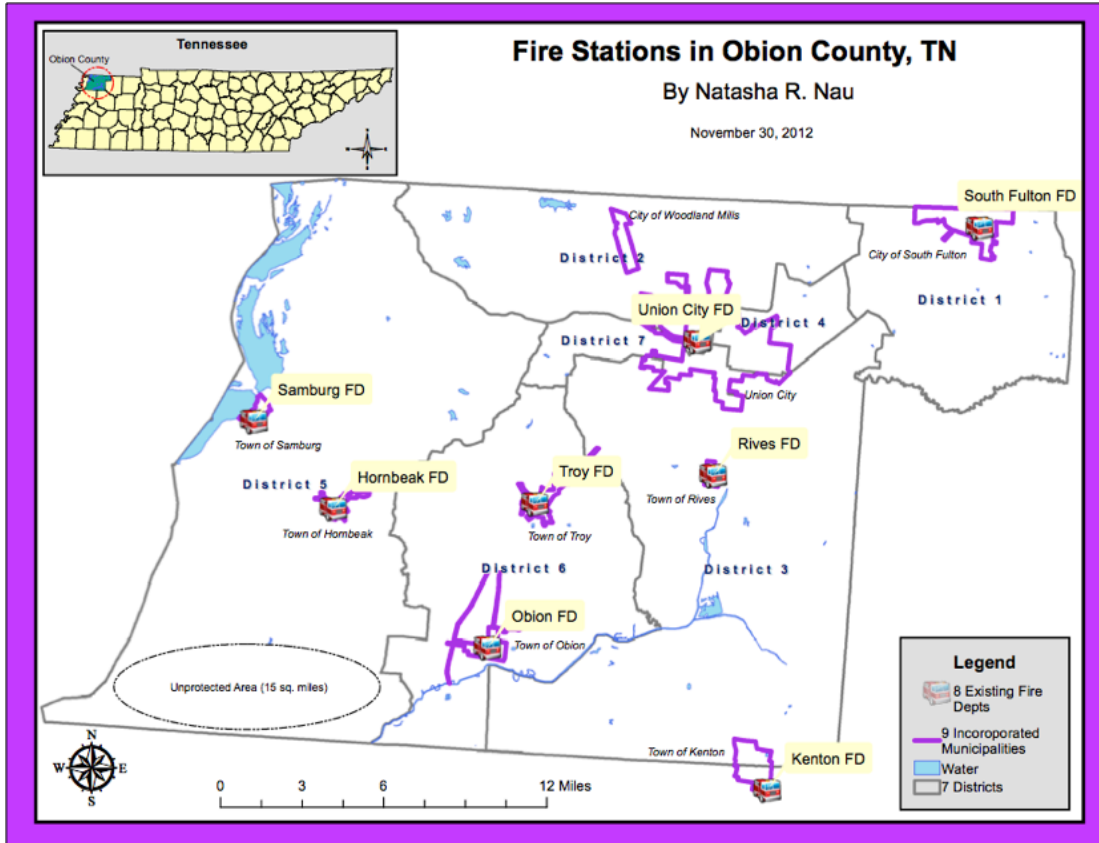 Tennessee
Obion County
Fire Stations in Obion County, TN
By Natasha R. Nau
November 30, 2012
South Fulton FD
City of Woodland Mills
City of South Fulton
District 2
District 1
Union City FD
District 4
District 7
Samburg FD
Union City
Town of Samburg
Rives FD
Hornbeak FD
Troy FD
District 5
Town of Rives
Town of Hornbeak
Town of Troy
District 6
District 3
Obion FD
Town of Obion
Unprotected Area (15 sq. miles)
Legend
8 Existing Fire
Depts
9 Incoroporated
Municipalities
Water
7 Districts
Town of Kenton
Kenton FD
N
W
E
S
0
3
6
12 Miles